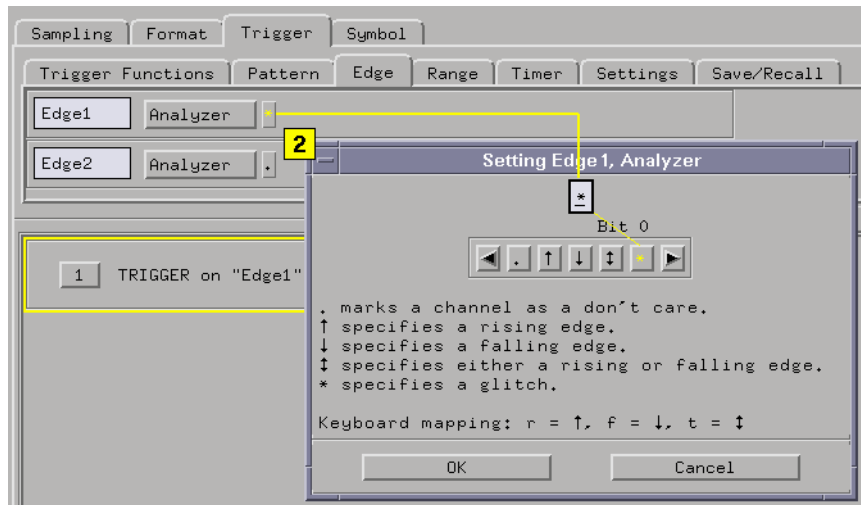 Sampling Format Trigger Symbol
Trigger Functions Pattern Edge Range Timer Settings Save/Recall
Edge1 Analyzer *
2
Edge2 Analyzer .
Setting Edge1, Analyzer
*
Bit 0
◀ . ↑ ↓ ↕ * ▶
1 TRIGGER on "Edge1"
. marks a channel as a don´t care.
↑ specifies a rising edge.
↓ specifies a falling edge.
↕ specifies either a rising or falling edge.
* specifies a glitch.
Keyboard mapping: r = ↑, f = ↓, t = ↕
OK Cancel